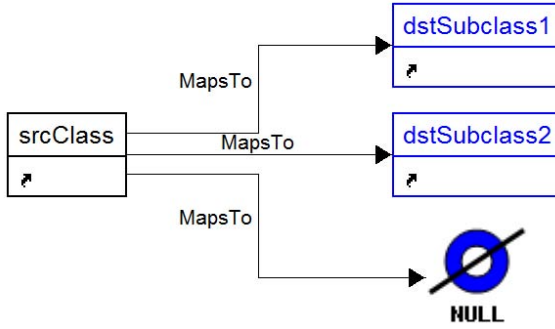 dstSubclass1
MapsTo
srcClass
MapsTo
dstSubclass2
MapsTo
NULL